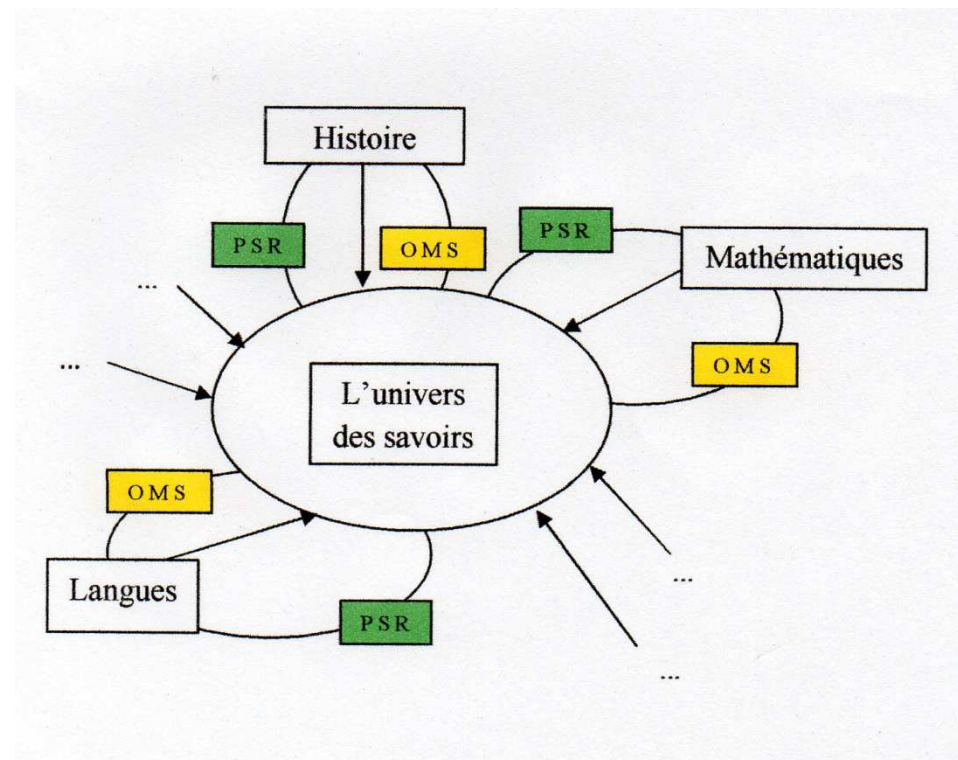 Histoire
PSR
OMS
PSR
Mathématiques
...
...
OMS
L'univers
des savoirs
OMS
Langues
PSR
...
...